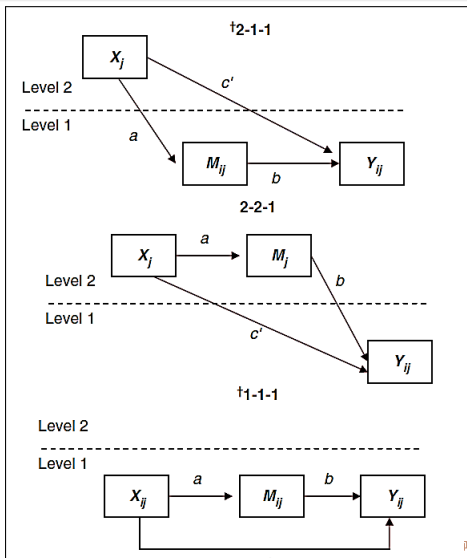 †2-1-1
Xj
c'
Level 2
Level 1
a
Mij
b
Yij
2-2-1
a
Xj
Mj
b
Level 2
Level 1
c'
Yij
†1-1-1
Level 2
Level 1
a
b
Xij
Mij
Yij